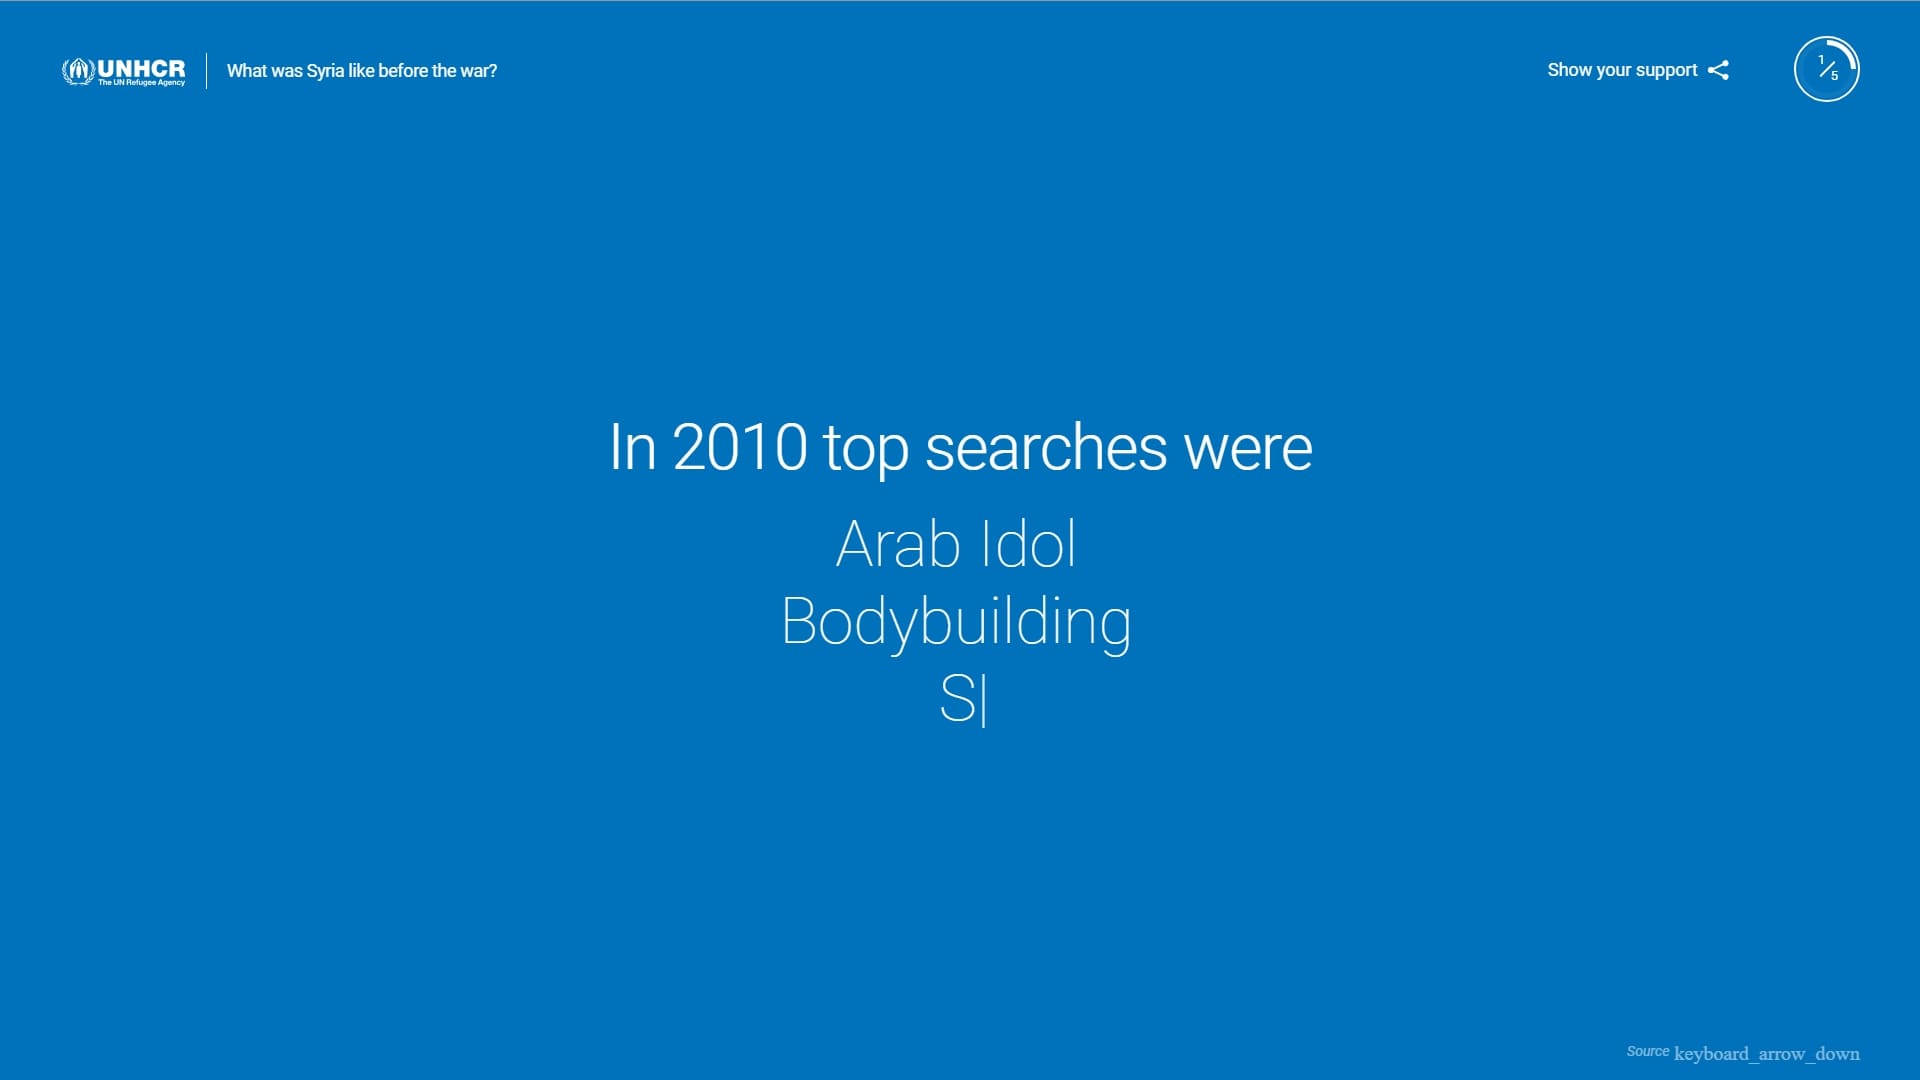 UNHCR
The UN Refugee Agency
What was Syria like before the war?
Show your support
1/5
In 2010 top searches were
Arab Idol
Bodybuilding
S|
Source keyboard_arrow_down